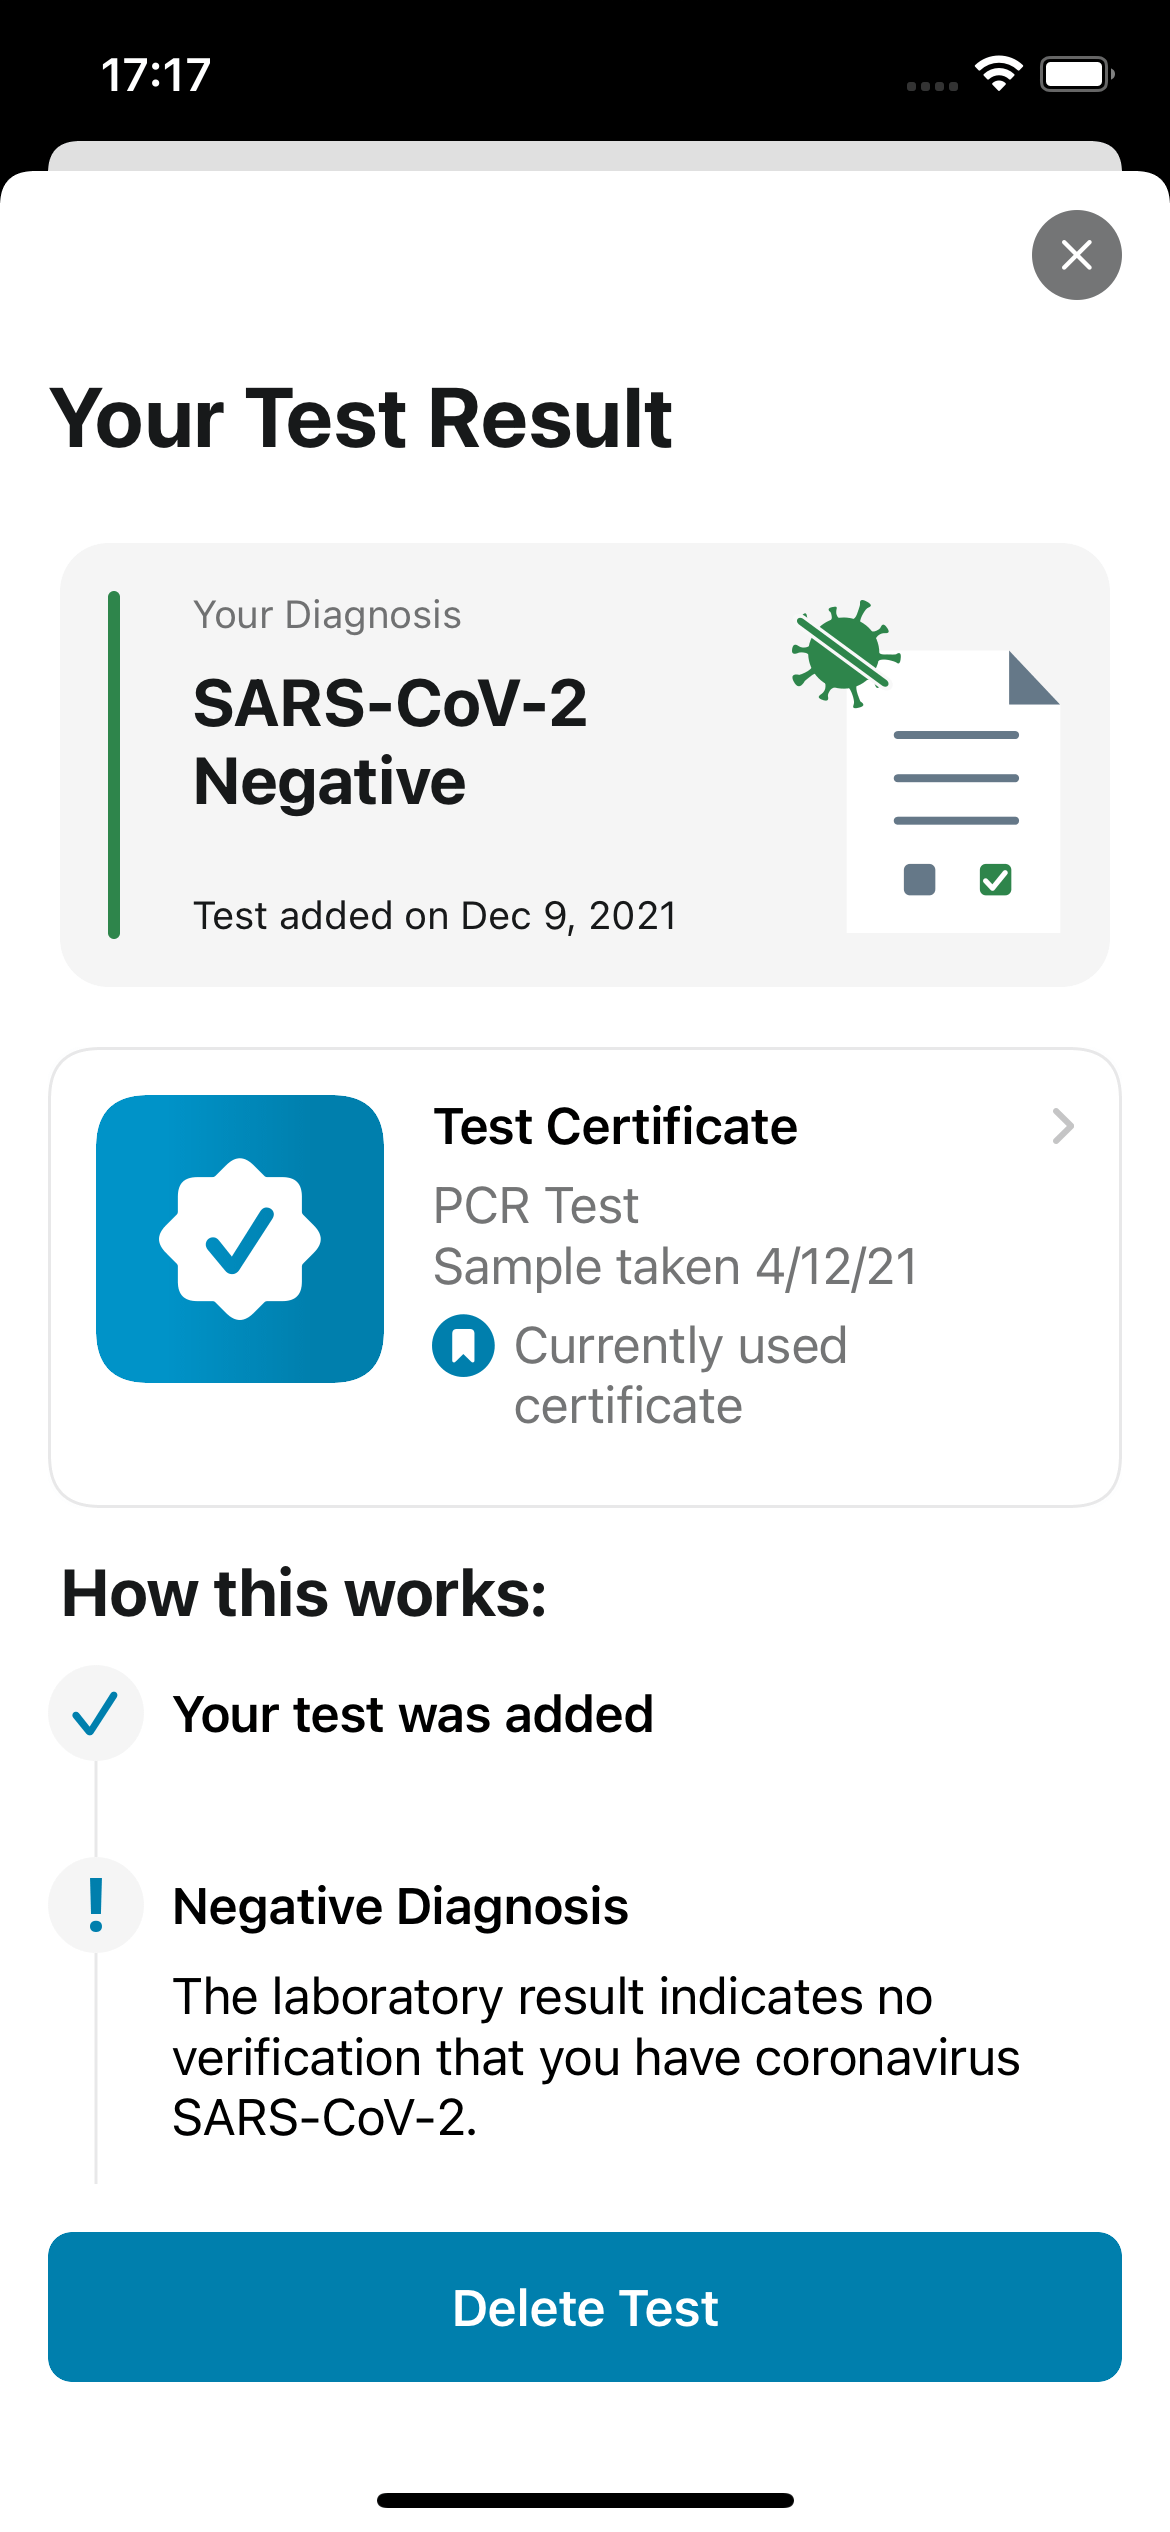 17:17
Your Test Result
Your Diagnosis
SARS-CoV-2
Negative
Test added on Dec 9, 2021
Test Certificate
PCR Test
Sample taken 4/12/21
Currently used
certificate
How this works:
Your test was added
Negative Diagnosis
The laboratory result indicates no
verification that you have coronavirus
SARS-CoV-2.
Delete Test